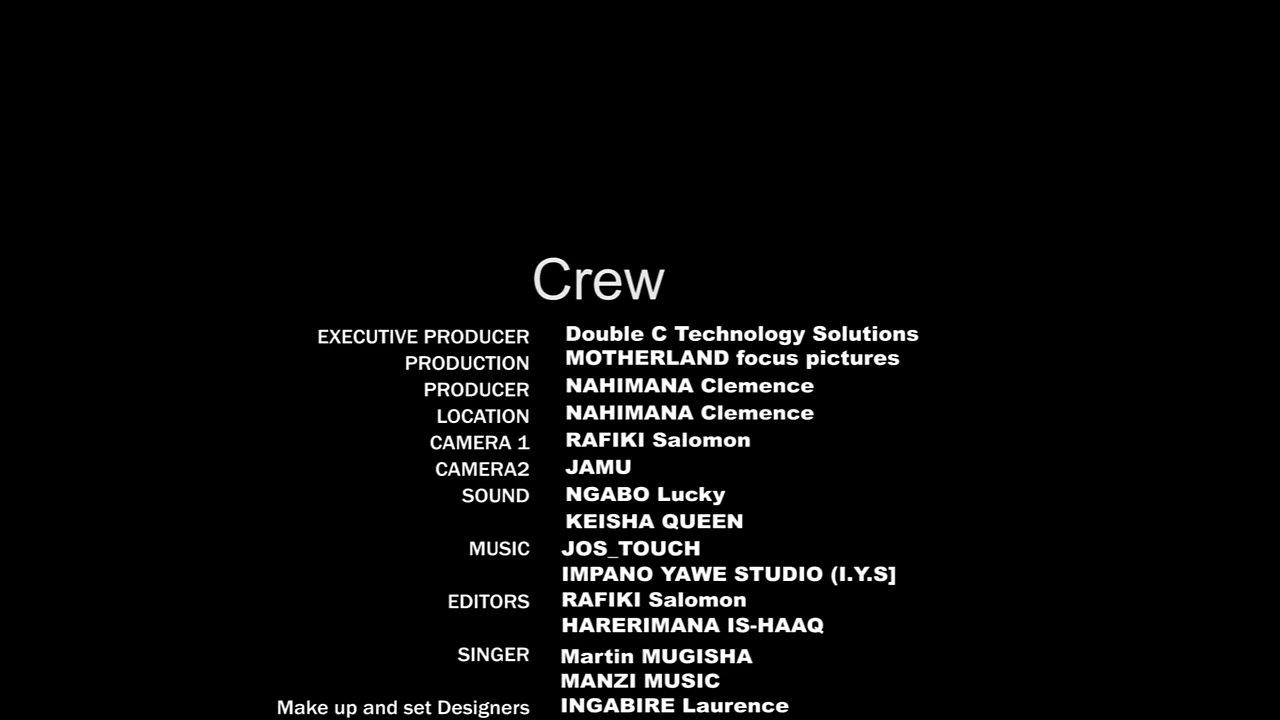 Crew
EXECUTIVE PRODUCER Double C Technology Solutions
PRODUCTION MOTHERLAND focus pictures
PRODUCER NAHIMANA Clemence
LOCATION NAHIMANA Clemence
CAMERA 1 RAFIKI Salomon
CAMERA2 JAMU
SOUND NGABO Lucky
KEISHA QUEEN
MUSIC JOS_TOUCH
IMPANO YAWE STUDIO (I.Y.S]
EDITORS RAFIKI Salomon
HARERIMANA IS-HAAQ
SINGER Martin MUGISHA
MANZI MUSIC
Make up and set Designers INGABIRE Laurence